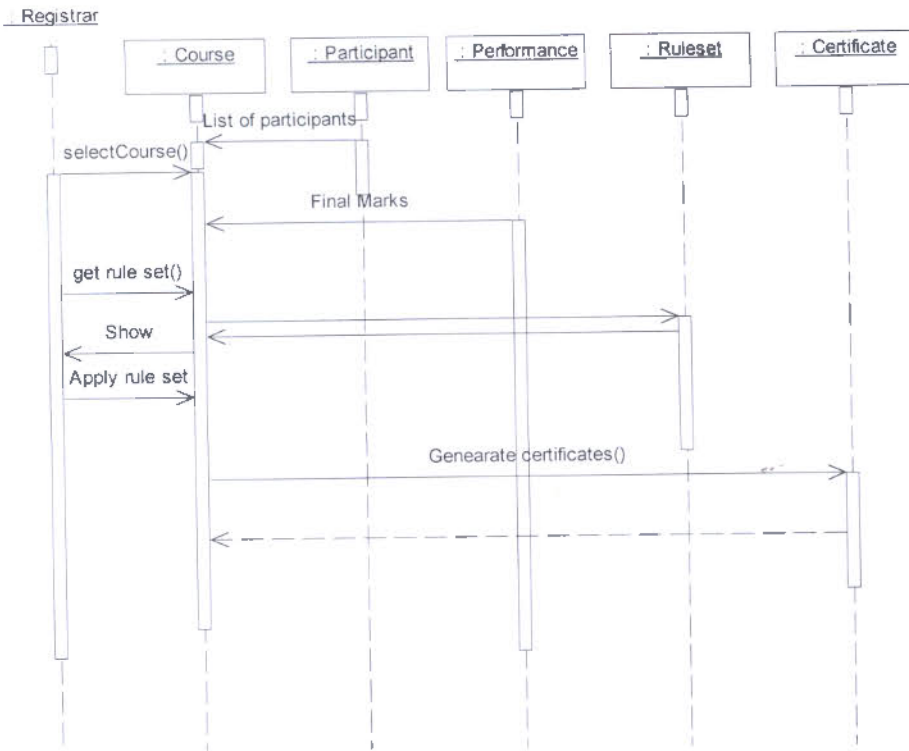 : Registrar
: Course
: Participant
: Performance
: Ruleset
: Certificate
List of participants
selectCourse()
Final Marks
get rule set()
Show
Apply rule set
Genearate certificates()